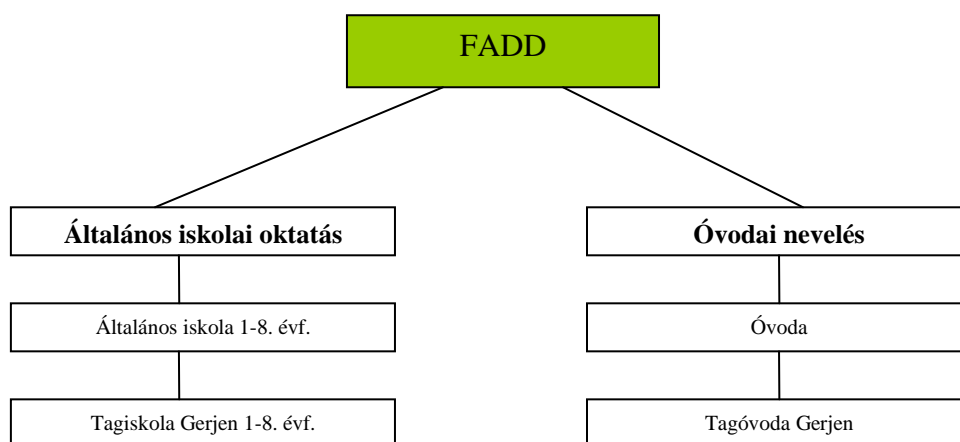 FADD
Általános iskolai oktatás
Óvodai nevelés
Általános iskola 1-8. évf.
Óvoda
Tagiskola Gerjen 1-8. évf.
Tagóvoda Gerjen